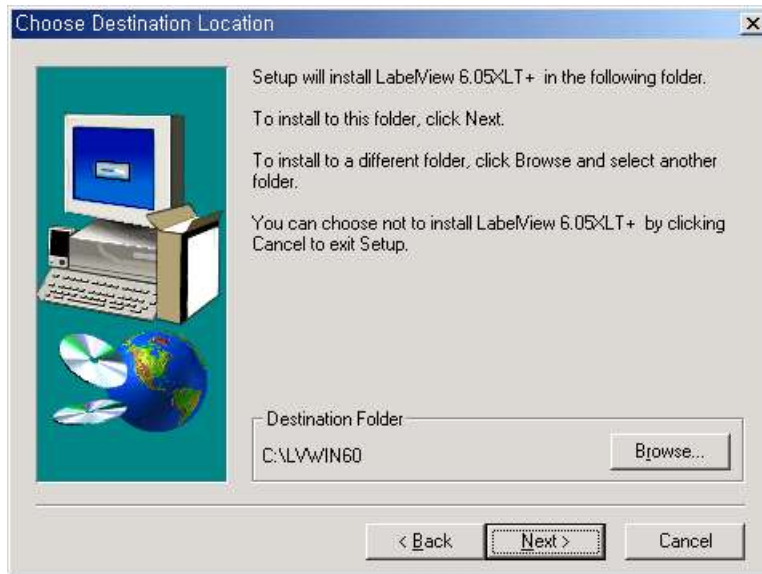 Choose Destination Location
Setup will install LabelView 6.05XLT+ in the following folder.
To install to this folder, click Next.
To install to a different folder, click Browse and select another
folder.
You can choose not to install LabelView 6.05XLT+ by clicking
Cancel to exit Setup.
Destination Folder
C:\LVWIN60
Browse...
< Back
Next >
Cancel